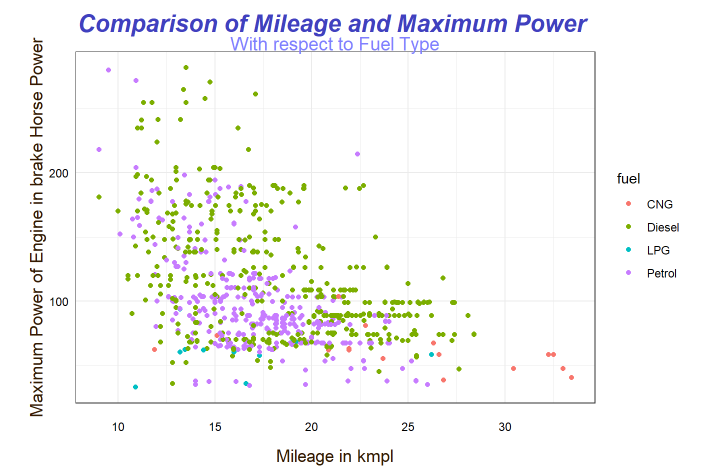 Comparison of Mileage and Maximum Power
With respect to Fuel Type
Maximum Power of Engine in brake Horse Power
200
100
10
15
20
25
30
Mileage in kmpl
fuel
CNG
Diesel
LPG
Petrol